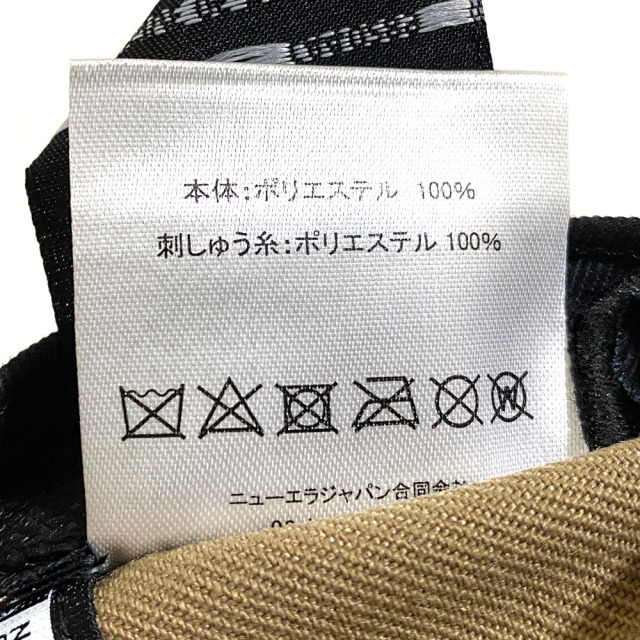 本体:ポリエステル 100%
刺しゅう糸:ポリエステル 100%
W
ニューエラジャパン合同会社